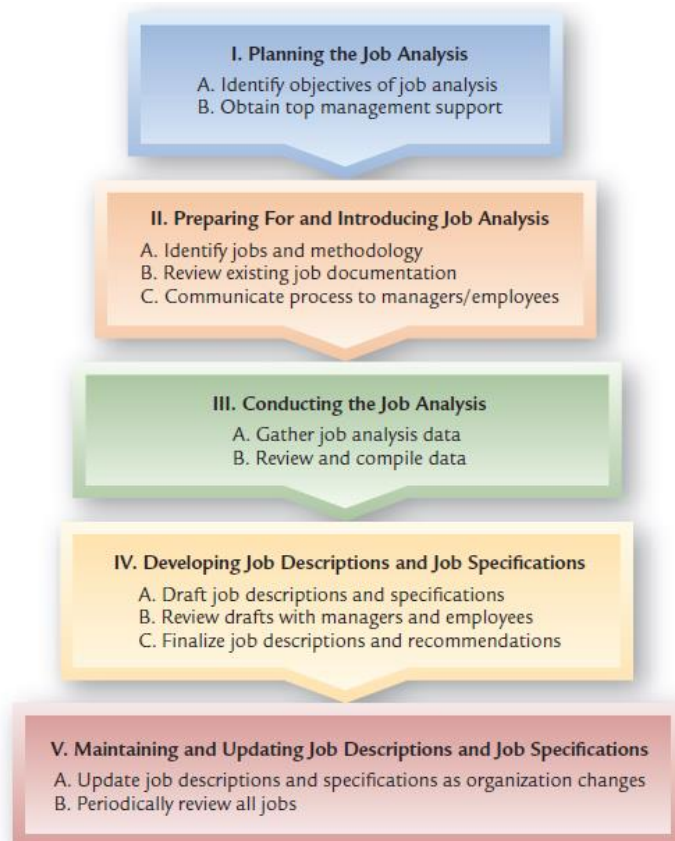 I. Planning the Job Analysis
A. Identify objectives of job analysis
B. Obtain top management support
II. Preparing For and Introducing Job Analysis
A. Identify jobs and methodology
B. Review existing job documentation
C. Communicate process to managers/employees
III. Conducting the Job Analysis
A. Gather job analysis data
B. Review and compile data
IV. Developing Job Descriptions and Job Specifications
A. Draft job descriptions and specifications
B. Review drafts with managers and employees
C. Finalize job descriptions and recommendations
V. Maintaining and Updating Job Descriptions and Job Specifications
A. Update job descriptions and specifications as organization changes
B. Periodically review all jobs